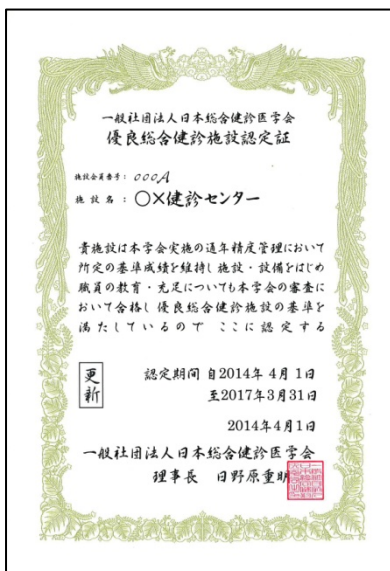 一般社団法人日本総合健診医学会
優良総合健診施設認定証
施設会員番号：000A
施設名：○×健診センター
貴施設は本学会実施の通年精度管理において
所定の基準成績を維持し施設・設備をはじめ
職員の教育・充足についても本学会の審査に
おいて合格し優良総合健診施設の基準を
満たしているので ここに認定する
更新
認定期間 自2014年4月1日
至2017年3月31日
2014年4月1日
一般社団法人日本総合健診医学会
理事長 日野原重明